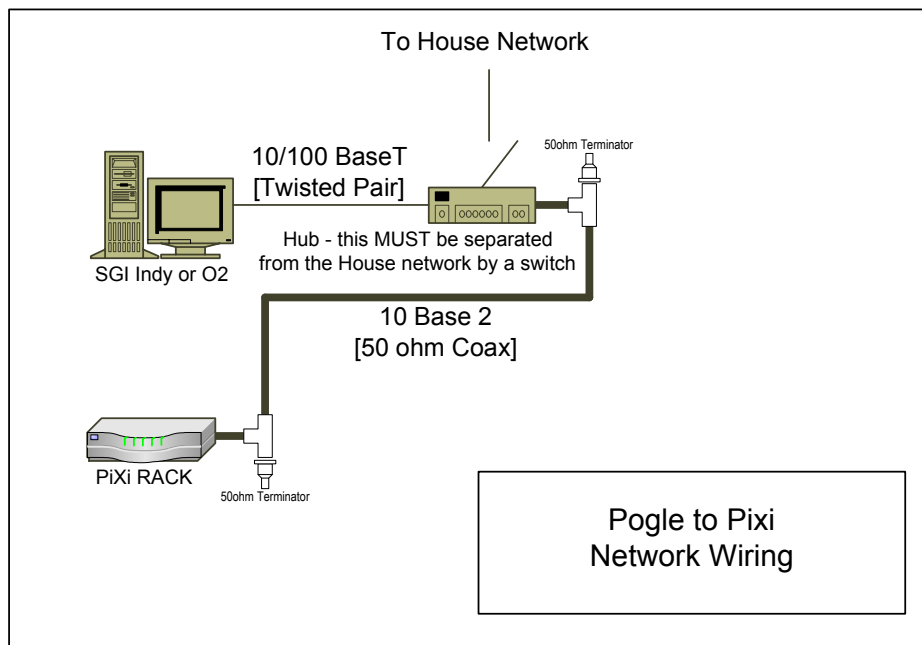 To House Network
50ohm Terminator
10/100 BaseT
[Twisted Pair]
Hub - this MUST be separated
from the House network by a switch
SGI Indy or O2
10 Base 2
[50 ohm Coax]
PiXi RACK
50ohm Terminator
Pogle to Pixi
Network Wiring